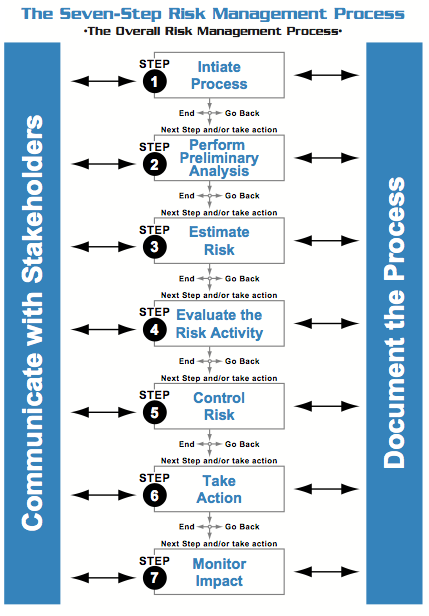 The Seven-Step Risk Management Process
•The Overall Risk Management Process•
Communicate with Stakeholders
Document the Process
STEP
1
Intiate
Process
End Go Back
Next Step and/or take action
STEP
2
Perform
Preliminary
Analysis
End Go Back
Next Step and/or take action
STEP
3
Estimate
Risk
End Go Back
Next Step and/or take action
STEP
4
Evaluate the
Risk Activity
End Go Back
Next Step and/or take action
STEP
5
Control
Risk
End Go Back
Next Step and/or take action
STEP
6
Take
Action
End Go Back
Next Step and/or take action
STEP
7
Monitor
Impact